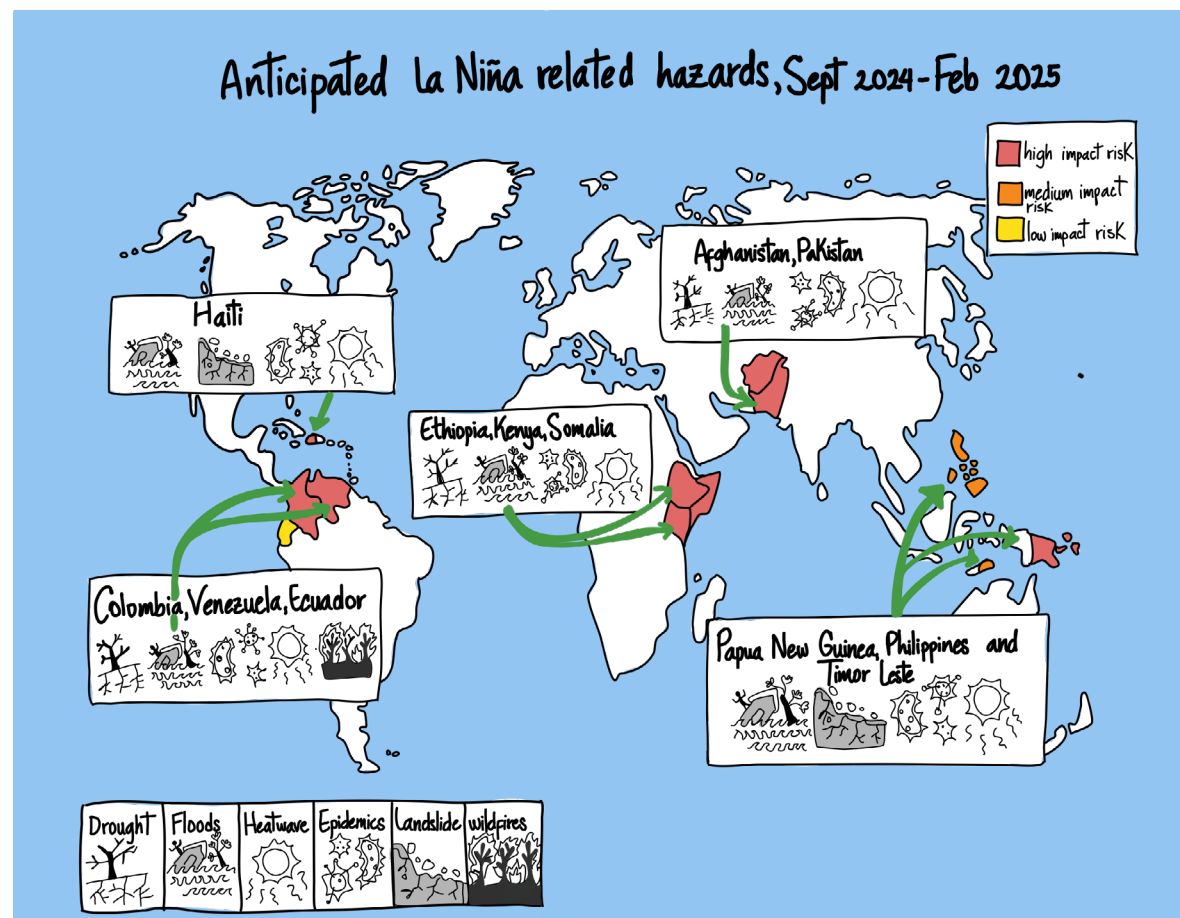 Anticipated La Niña related hazards, Sept 2024-Feb 2025
high impact risk
medium impact
risk
low impact risk
Afghanistan, Pakistan
Haiti
Ethiopia, Kenya, Somalia
Colombia, Venezuela, Ecuador
Papua New Guinea, Philippines and
Timor Leste
Drought
Floods
Heatwave
Epidemics
Landslide
wildfires